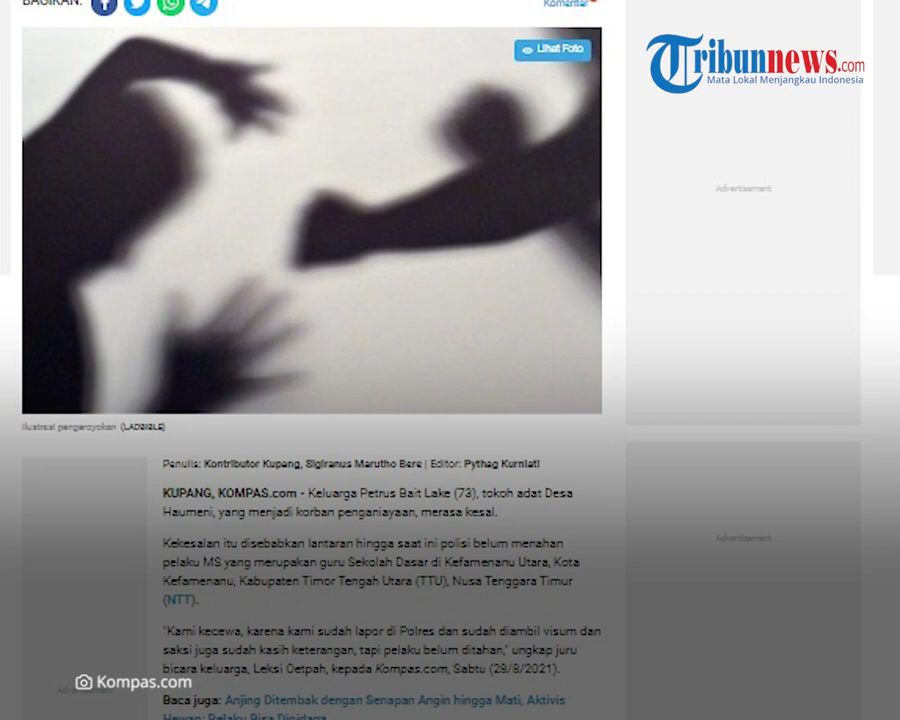 BAGIKAN:
Komentar
Lihat Foto
Tribunnews.com
Mata Lokal Menjangkau Indonesia
Advertisement
Ilustrasi pengeroyokan (LADBIBLE)
Penulis: Kontributor Kupang, Sigiranus Marutho Bere | Editor: Pythag Kurniati
KUPANG, KOMPAS.com - Keluarga Petrus Bait Lake (73), tokoh adat Desa
Haumeni, yang menjadi korban penganiayaan, merasa kesal.
Kekesalan itu disebabkan lantaran hingga saat ini polisi belum menahan
pelaku MS yang merupakan guru Sekolah Dasar di Kefamenanu Utara, Kota
Kefamenanu, Kabupaten Timor Tengah Utara (TTU), Nusa Tenggara Timur
(NTT).
"Kami kecewa, karena kami sudah lapor di Polres dan sudah diambil visum dan
saksi juga sudah kasih keterangan, tapi pelaku belum ditahan," ungkap juru
bicara keluarga, Leksi Oetpah, kepada Kompas.com, Sabtu (28/8/2021).
Advertisement
Kompas.com
Baca juga: Anjing Ditembak dengan Senapan Angin hingga Mati, Aktivis
Hewan: Pelaku Bisa Dipidana